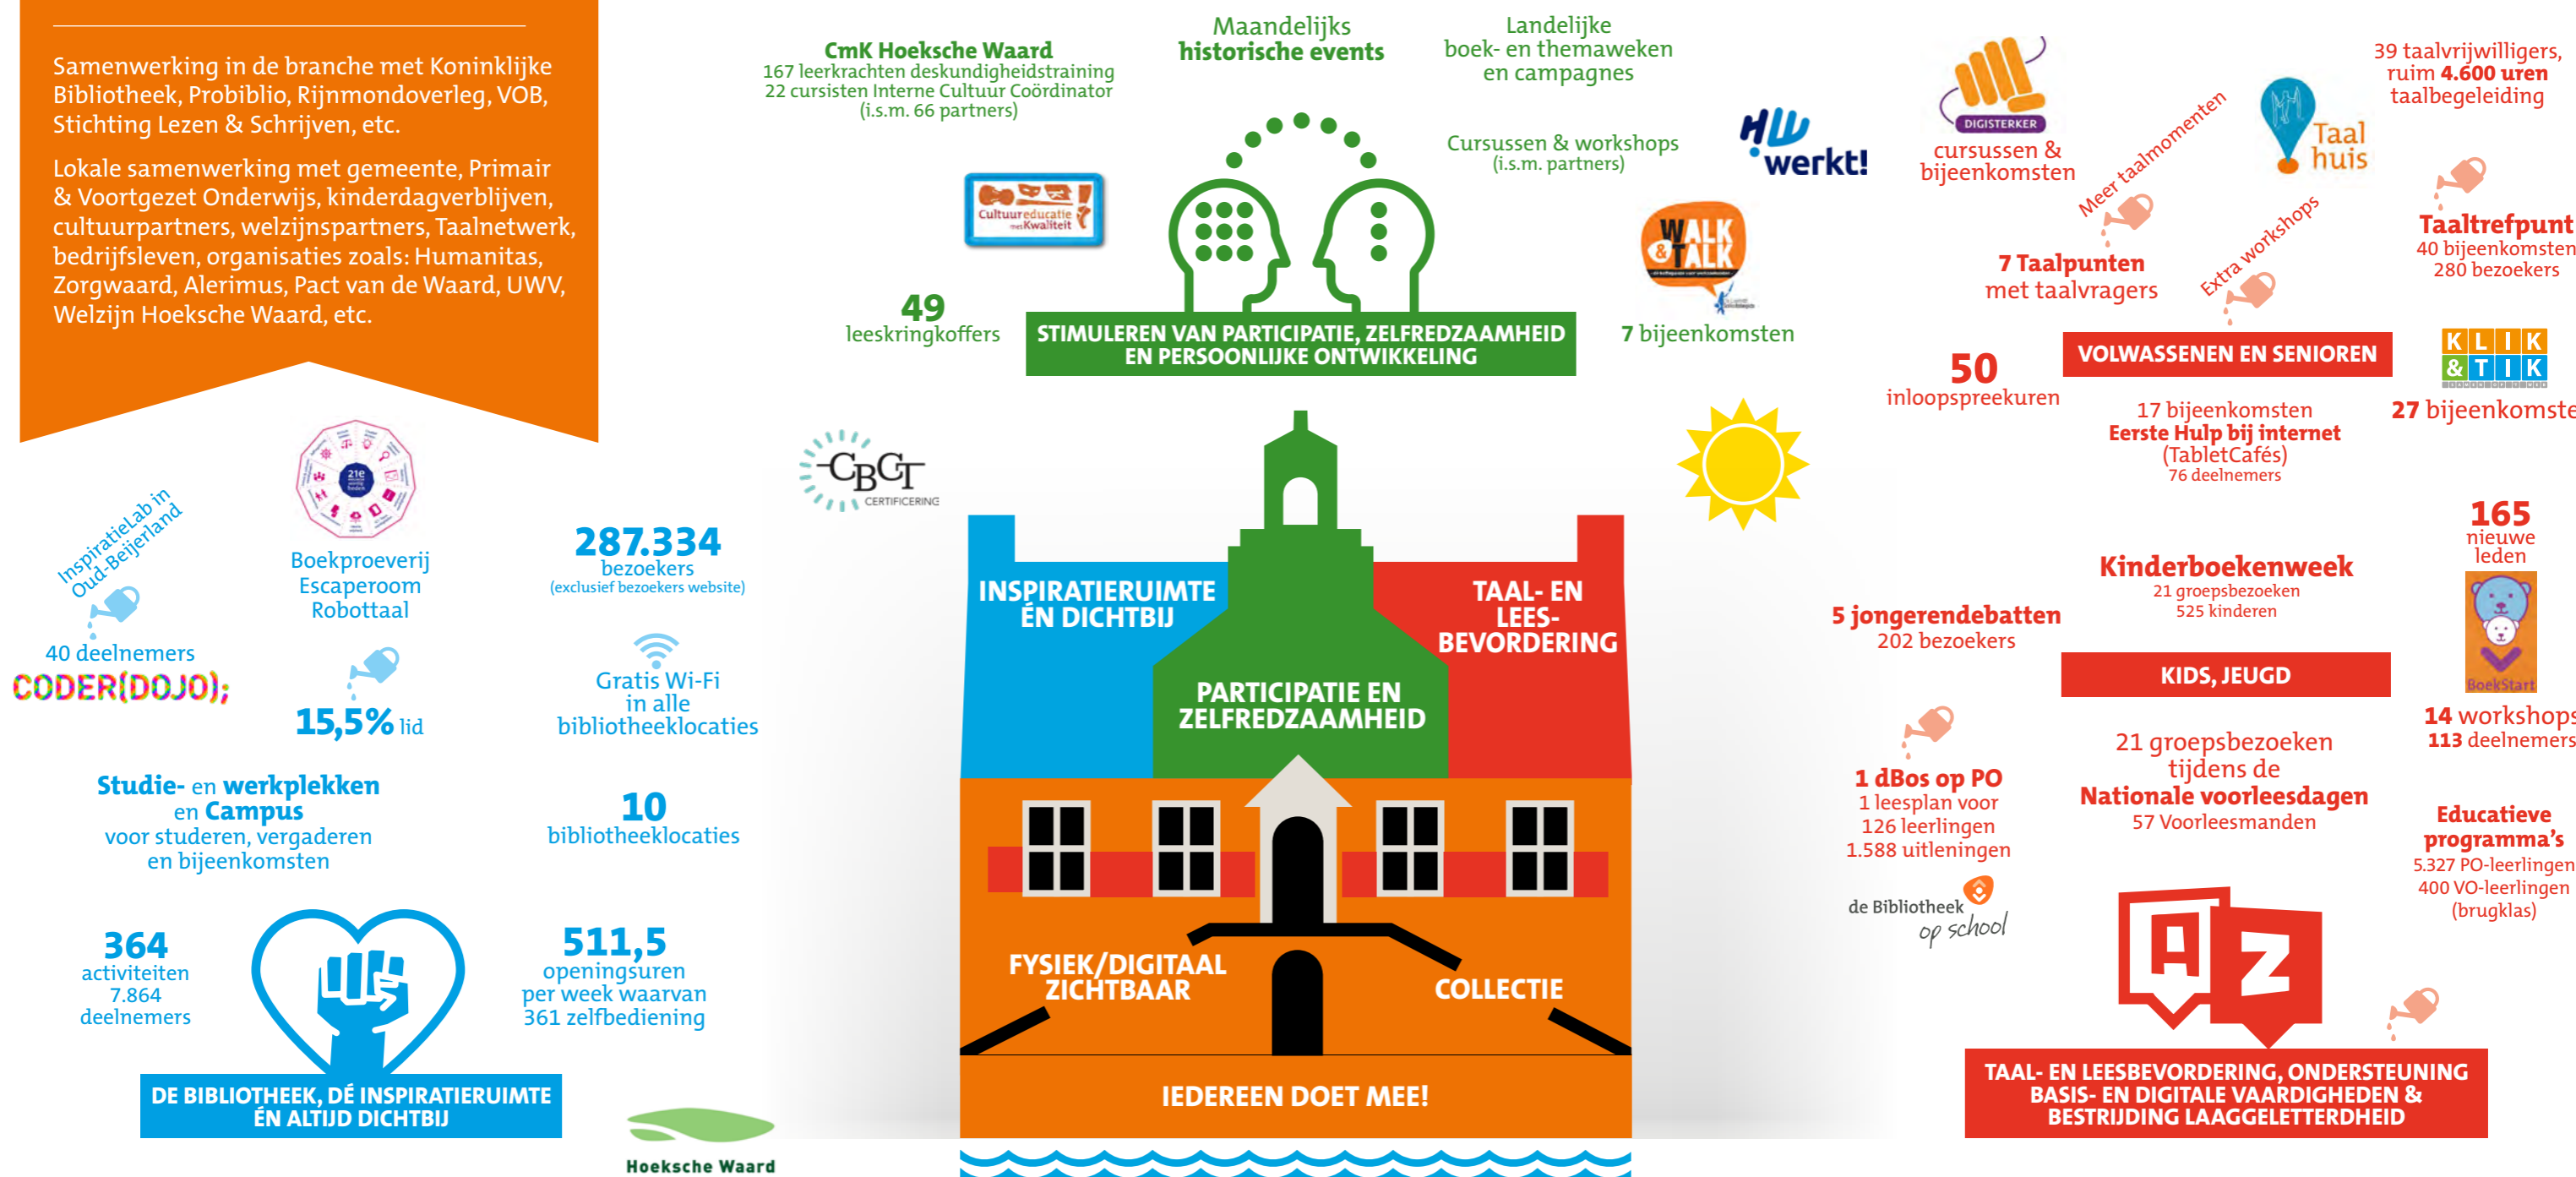 Samenwerking in de branche met Koninklijke
Bibliotheek, Probiblio, Rijnmondoverleg, VOB,
Stichting Lezen & Schrijven, etc.
Lokale samenwerking met gemeente, Primair
& Voortgezet Onderwijs, kinderdagverblijven,
cultuurpartners, welzijnspartners, Taalnetwerk,
bedrijfsleven, organisaties zoals: Humanitas,
Zorgwaard, Alerimus, Pact van de Waard, UWV,
Welzijn Hoeksche Waard, etc.
InspiratieLab in
Oud-Beijerland
40 deelnemers
CODER(DOJO);
21e
Boekproeverij
Escaperoom
Robottaal
15,5% lid
287.334
bezoekers
(exclusief bezoekers website)
Gratis Wi-Fi
in alle
bibliotheeklocaties
Studie- en werkplekken
en Campus
voor studeren, vergaderen
en bijeenkomsten
10
bibliotheeklocaties
364
activiteiten
7.864
deelnemers
511,5
openingsuren
per week waarvan
361 zelfbediening
DE BIBLIOTHEEK, DÉ INSPIRATIERUIMTE
ÉN ALTIJD DICHTBIJ
Hoeksche Waard
CmK Hoeksche Waard
167 leerkrachten deskundigheidstraining
22 cursisten Interne Cultuur Coördinator
(i.s.m. 66 partners)
Maandelijks
historische events
Landelijke
boek- en themaweken
en campagnes
Cursussen & workshops
(i.s.m. partners)
HW
werkt!
Cultuureducatie
met Kwaliteit
49
leeskringkoffers
WALK
& TALK
7 bijeenkomsten
STIMULEREN VAN PARTICIPATIE, ZELFREDZAAMHEID
EN PERSOONLIJKE ONTWIKKELING
CBCT
CERTIFICERING
INSPIRATIERUIMTE
ÉN DICHTBIJ
TAAL- EN
LEES-
BEVORDERING
PARTICIPATIE EN
ZELFREDZAAMHEID
FYSIEK/DIGITAAL
ZICHTBAAR
COLLECTIE
IEDEREEN DOET MEE!
DIGISTERKER
cursussen &
bijeenkomsten
Meer taalmomenten
7 Taalpunten
met taalvragers
Taal
huis
Extra workshops
39 taalvrijwilligers,
ruim 4.600 uren
taalbegeleiding
Taaltrefpunt
40 bijeenkomsten
280 bezoekers
50
inloopspreekuren
VOLWASSENEN EN SENIOREN
17 bijeenkomsten
Eerste Hulp bij internet
(TabletCafés)
76 deelnemers
KLIK
& TIK
27 bijeenkomste
165
nieuwe
leden
BoekStart
14 workshops
113 deelnemers
Kinderboekenweek
21 groepsbezoeken
525 kinderen
5 jongerendebatten
202 bezoekers
KIDS, JEUGD
1 dBos op PO
1 leesplan voor
126 leerlingen
1.588 uitleningen
de Bibliotheek
op school
21 groepsbezoeken
tijdens de
Nationale voorleesdagen
57 Voorleesmanden
Educatieve
programma's
5.327 PO-leerlingen
400 VO-leerlingen
(brugklas)
A
Z
TAAL- EN LEESBEVORDERING, ONDERSTEUNING
BASIS- EN DIGITALE VAARDIGHEDEN &
BESTRIJDING LAAGGELETTERDHEID